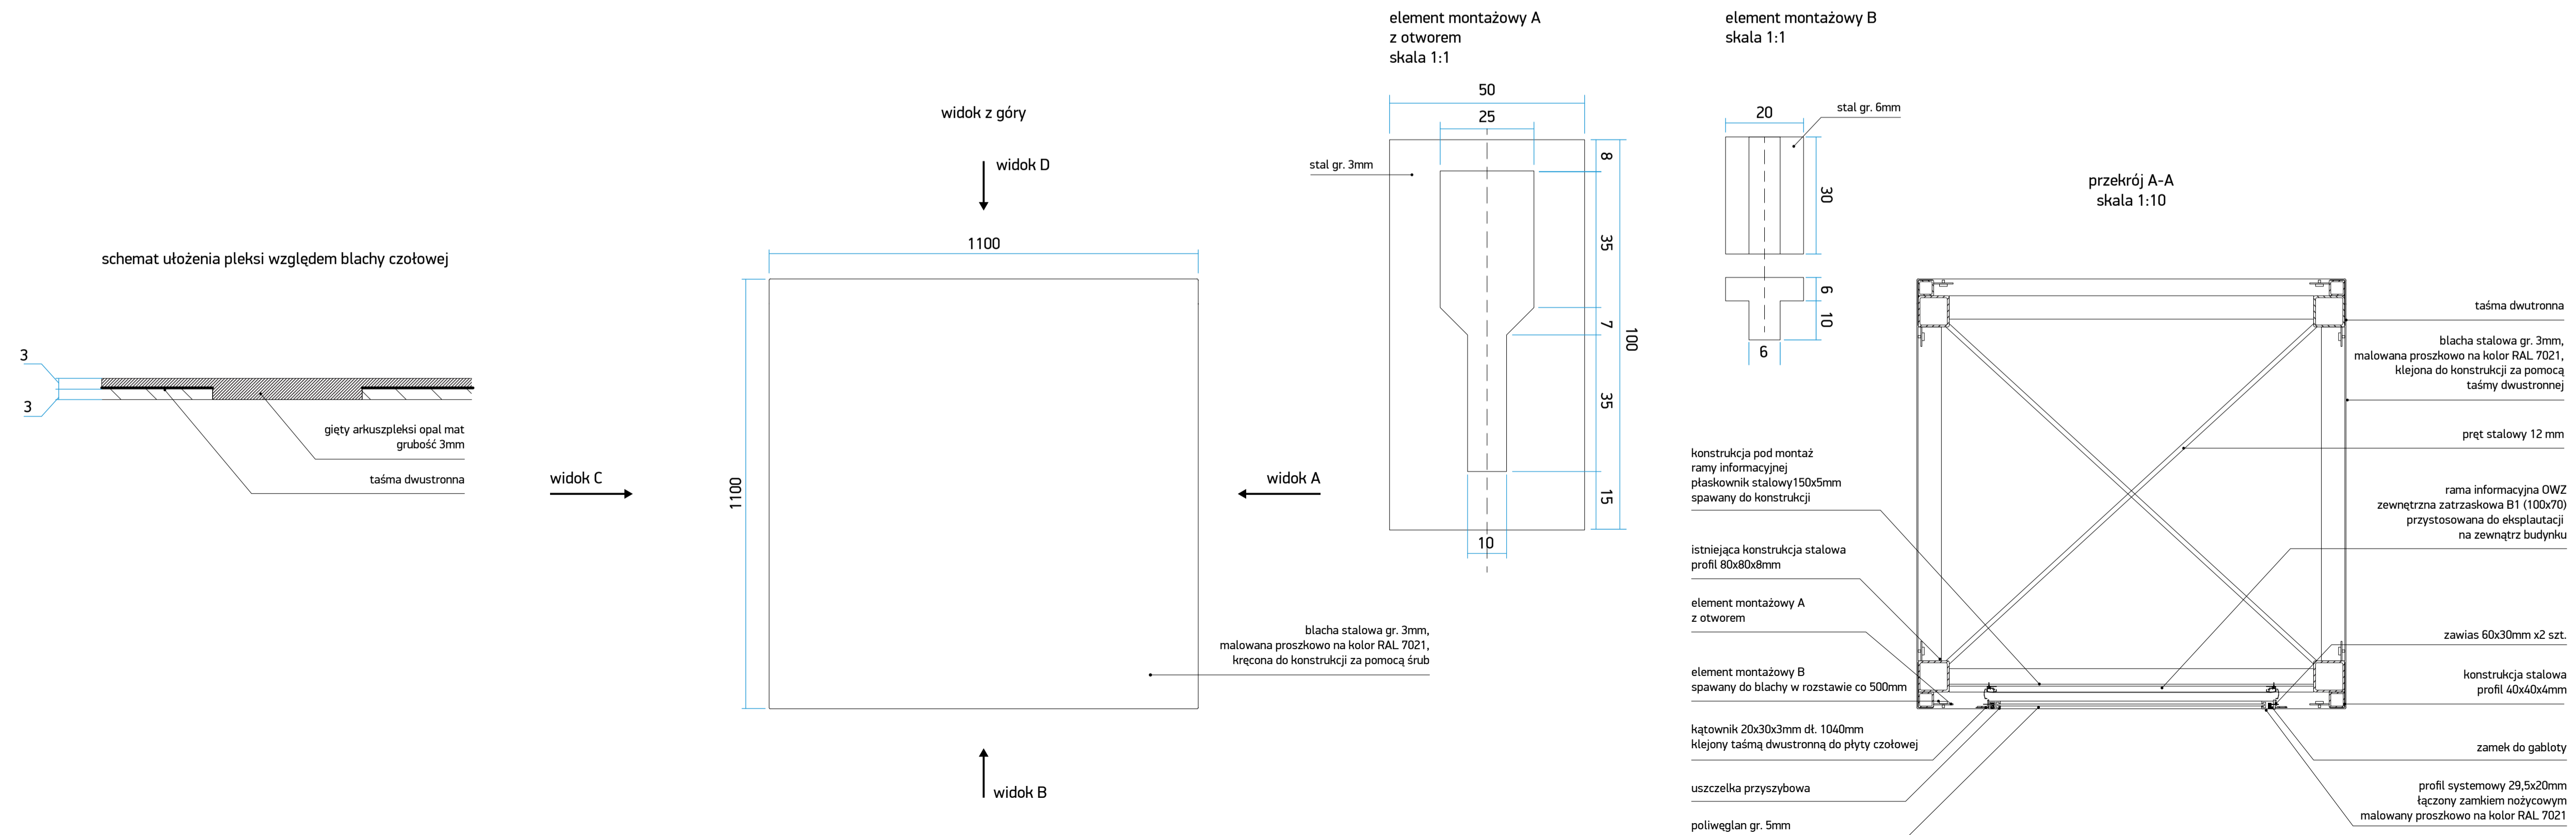 schemat ułożenia pleksi względem blachy czołowej
3
3
gięty arkuszpleksi opal mat
grubość 3mm
taśma dwustronna
widok z góry
widok D
1100
1100
widok C
widok A
blacha stalowa gr. 3mm,
malowana proszkowo na kolor RAL 7021,
kręcona do konstrukcji za pomocą śrub
widok B
element montażowy A
z otworem
skala 1:1
50
25
stal gr. 3mm
8
35
7
100
35
15
10
element montażowy B
skala 1:1
20
stal gr. 6mm
30
6
10
6
przekrój A-A
skala 1:10
konstrukcja pod montaż
ramy informacyjnej
płaskownik stalowy150x5mm
spawany do konstrukcji
istniejąca konstrukcja stalowa
profil 80x80x8mm
element montażowy A
z otworem
element montażowy B
spawany do blachy w rozstawie co 500mm
kątownik 20x30x3mm dł. 1040mm
klejony taśmą dwustronną do płyty czołowej
uszczelka przyszybowa
poliwęglan gr. 5mm
taśma dwutronna
blacha stalowa gr. 3mm,
malowana proszkowo na kolor RAL 7021,
klejona do konstrukcji za pomocą
taśmy dwustronnej
pręt stalowy 12 mm
rama informacyjna OWZ
zewnętrzna zatrzaskowa B1 (100x70)
przystosowana do eksplautacji
na zewnątrz budynku
zawias 60x30mm x2 szt.
konstrukcja stalowa
profil 40x40x4mm
zamek do gabloty
profil systemowy 29,5x20mm
łączony zamkiem nożycowym
malowany proszkowo na kolor RAL 7021